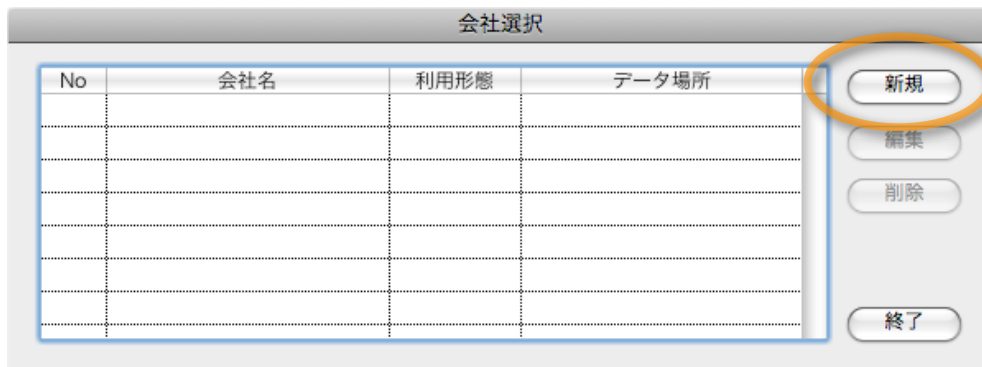 会社選択
No 会社名 利用形態 データ場所
新規
編集
削除
終了